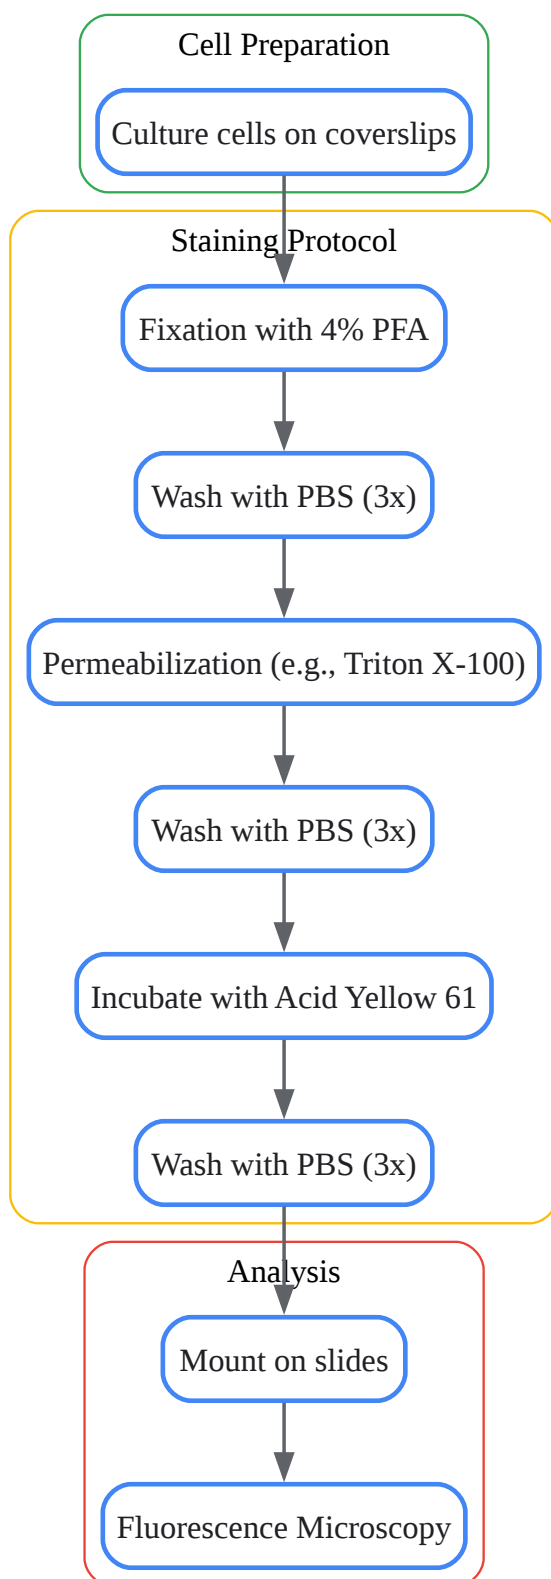 Cell Preparation
Culture cells on coverslips
Staining Protocol
Fixation with 4% PFA
Wash with PBS (3x)
Permeabilization (e.g., Triton X-100)
Wash with PBS (3x)
Incubate with Acid Yellow 61
Wash with PBS (3x)
Analysis
Mount on slides
Fluorescence Microscopy